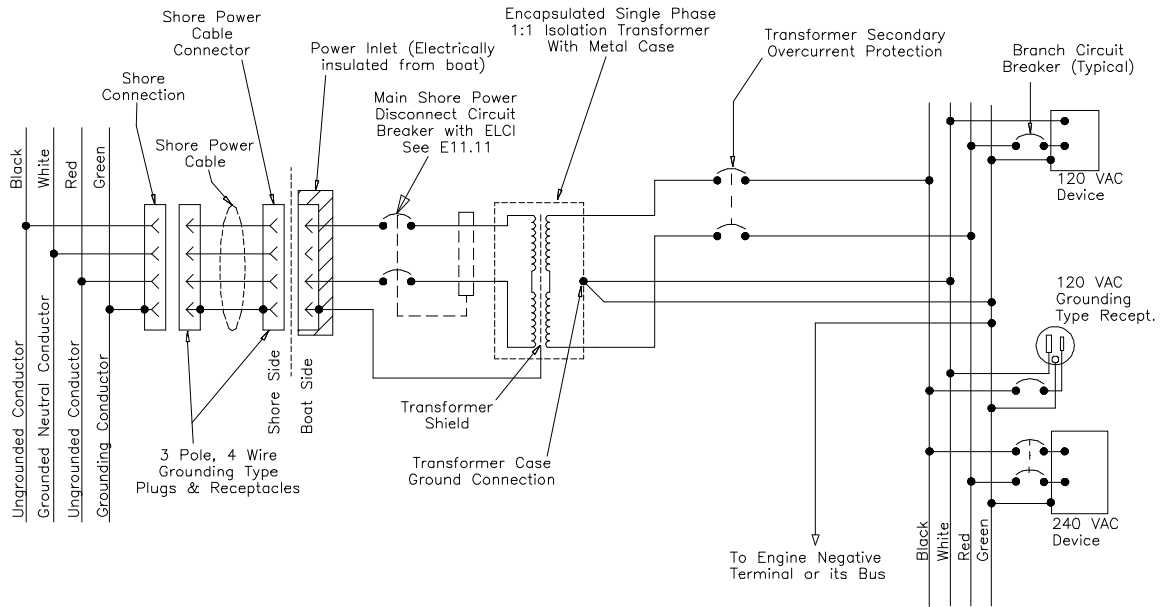 Shore Power
Cable
Connector
Encapsulated Single Phase
1:1 Isolation Transformer
With Metal Case
Transformer Secondary
Overcurrent Protection
Branch Circuit
Breaker (Typical)
Power Inlet (Electrically
insulated from boat)
Shore
Connection
Main Shore Power
Disconnect Circuit
Breaker with ELCI
See E11.11
Shore Power
Cable
Black
White
Red
Green
120 VAC
Device
120 VAC
Grounding
Type Recept.
Ungrounded Conductor
Grounded Neutral Conductor
Ungrounded Conductor
Grounding Conductor
Shore Side
Boat Side
Transformer
Shield
3 Pole, 4 Wire
Grounding Type
Plugs & Receptacles
Transformer Case
Ground Connection
To Engine Negative
Terminal or its Bus
Black
White
Red
Green
240 VAC
Device